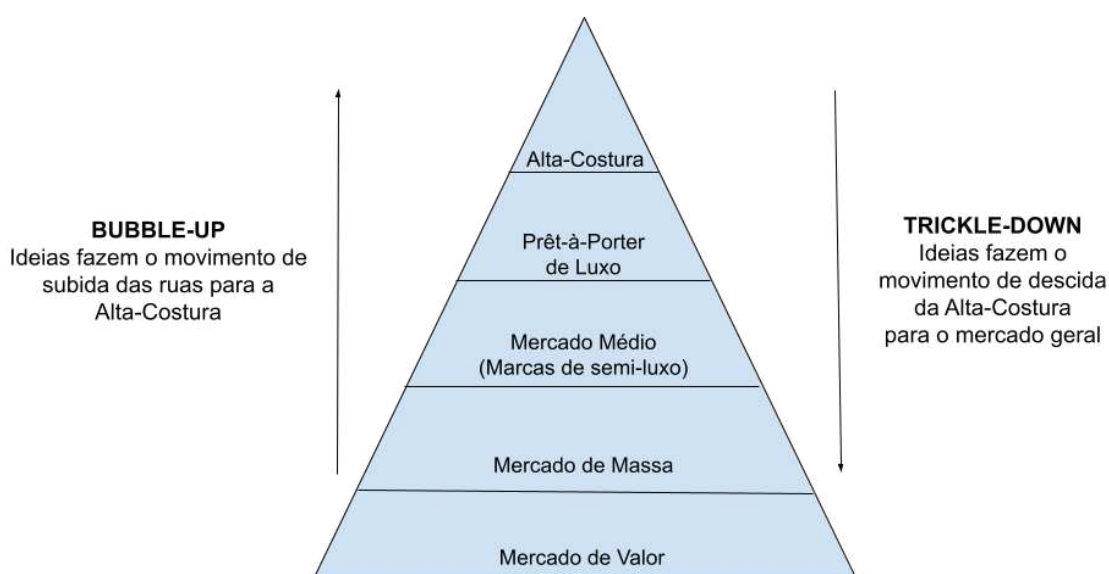 BUBBLE-UP
Ideias fazem o movimento de
subida das ruas para a
Alta-Costura
Alta-Costura
Prêt-à-Porter
de Luxo
Mercado Médio
(Marcas de semi-luxo)
Mercado de Massa
Mercado de Valor
TRICKLE-DOWN
Ideias fazem o
movimento de descida
da Alta-Costura
para o mercado geral